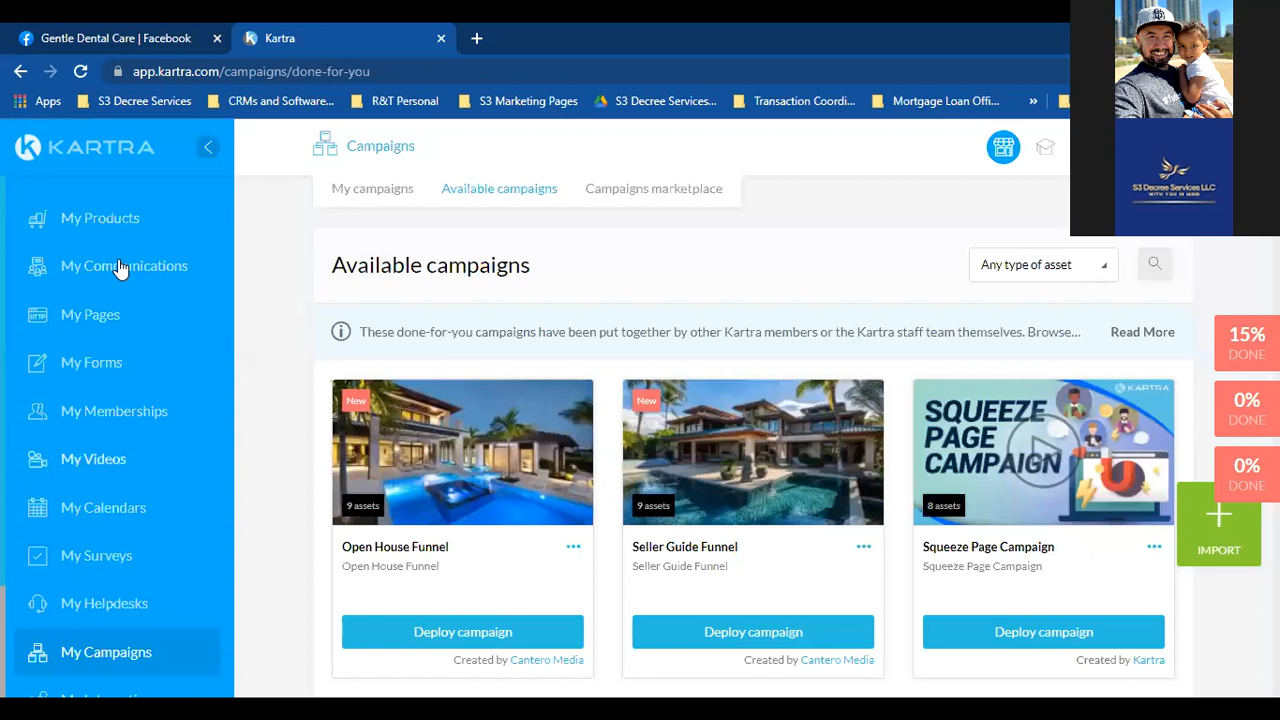 Gentle Dental Care | Facebook
Kartra
app.kartra.com/campaigns/done-for-you
Apps
S3 Decree Services
CRMs and Software...
R&T Personal
S3 Marketing Pages
S3 Decree Services...
Transaction Coordi...
Mortgage Loan Offi...
»
S3 Decree Services LLC
WITH YOU IN MIND
KARTRA
My Products
My Communications
My Pages
My Forms
My Memberships
My Videos
My Calendars
My Surveys
My Helpdesks
My Campaigns
Campaigns
My campaigns
Available campaigns
Campaigns marketplace
Available campaigns
Any type of asset
These done-for-you campaigns have been put together by other Kartra members or the Kartra staff team themselves. Browse...
Read More
15%
DONE
0%
DONE
0%
DONE
+
IMPORT
New
9 assets
Open House Funnel
Open House Funnel
Deploy campaign
Created by Cantero Media
New
9 assets
Seller Guide Funnel
Seller Guide Funnel
Deploy campaign
Created by Cantero Media
KARTRA
SQUEEZE
PAGE
CAMPAIGN
8 assets
Squeeze Page Campaign
Squeeze Page Campaign
Deploy campaign
Created by Kartra